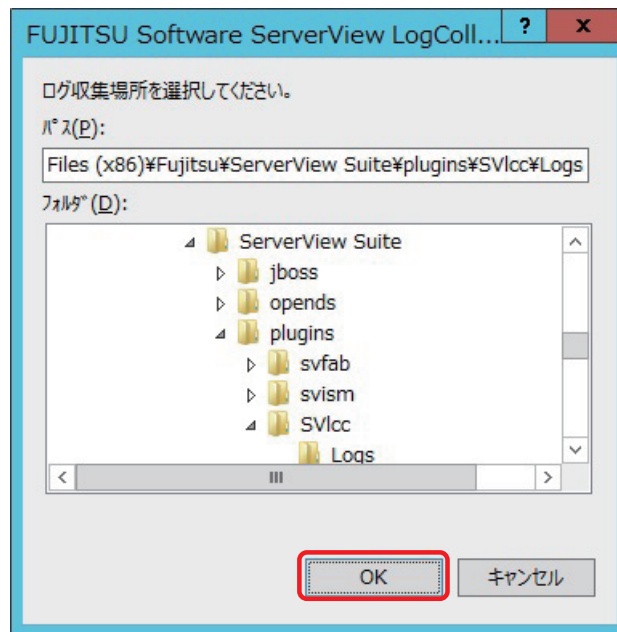 FUJITSU Software ServerView LogColl...
? x
ログ収集場所を選択してください。
パス(P):
Files (x86)¥Fujitsu¥ServerView Suite¥plugins¥SVlcc¥Logs
フォルダ(D):
ServerView Suite
jboss
opends
plugins
svfab
svism
SVlcc
Logs
OK キャンセル